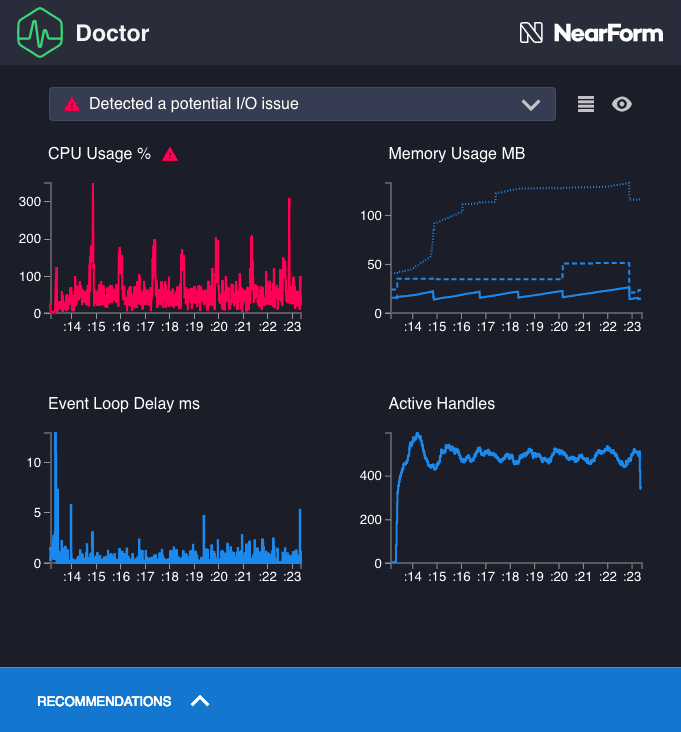 Doctor
NearForm
Detected a potential I/O issue
CPU Usage %
300
200
100
0
:14 :15 :16 :17 :18 :19 :20 :21 :22 :23
Memory Usage MB
100
50
0
:14 :15 :16 :17 :18 :19 :20 :21 :22 :23
Event Loop Delay ms
10
5
0
:14 :15 :16 :17 :18 :19 :20 :21 :22 :23
Active Handles
400
200
0
:14 :15 :16 :17 :18 :19 :20 :21 :22 :23
RECOMMENDATIONS